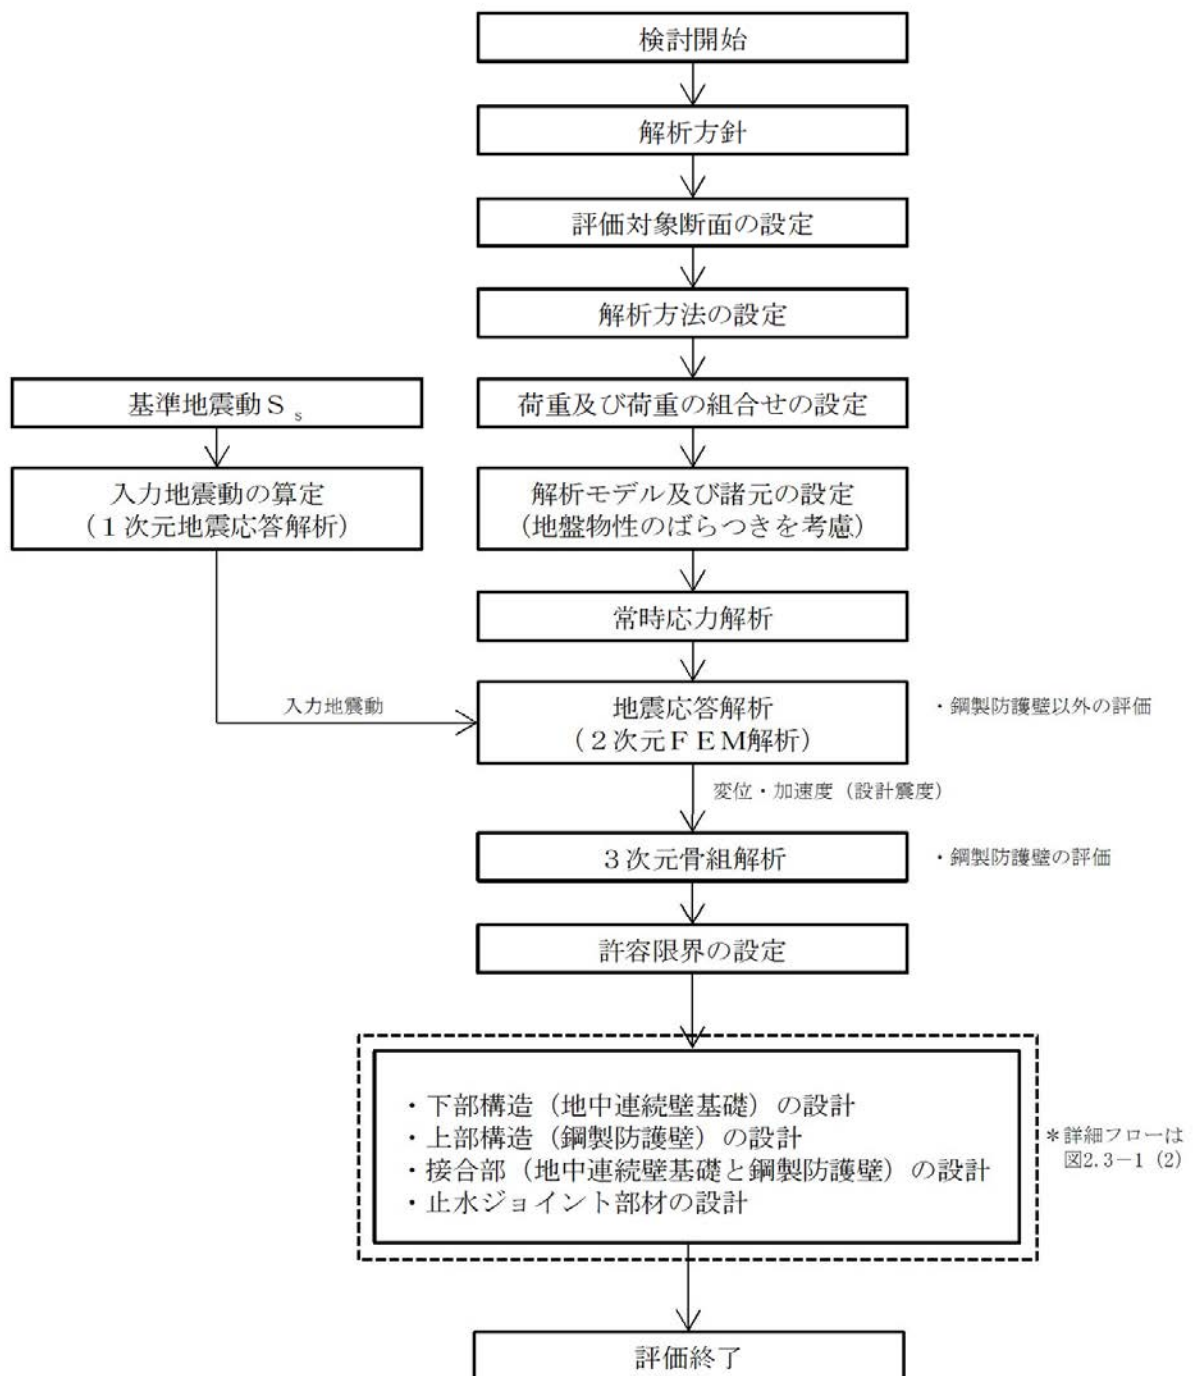 検討開始
解析方針
評価対象断面の設定
解析方法の設定
基準地震動Ｓs
荷重及び荷重の組合せの設定
入力地震動の算定
（１次元地震応答解析）
解析モデル及び諸元の設定
（地盤物性のばらつきを考慮）
常時応力解析
入力地震動
地震応答解析
（２次元ＦＥＭ解析）
・鋼製防護壁以外の評価
変位・加速度（設計震度）
３次元骨組解析
・鋼製防護壁の評価
許容限界の設定
・下部構造（地中連続壁基礎）の設計
・上部構造（鋼製防護壁）の設計
・接合部（地中連続壁基礎と鋼製防護壁）の設計
・止水ジョイント部材の設計
＊詳細フローは
図2.3－1（2）
評価終了